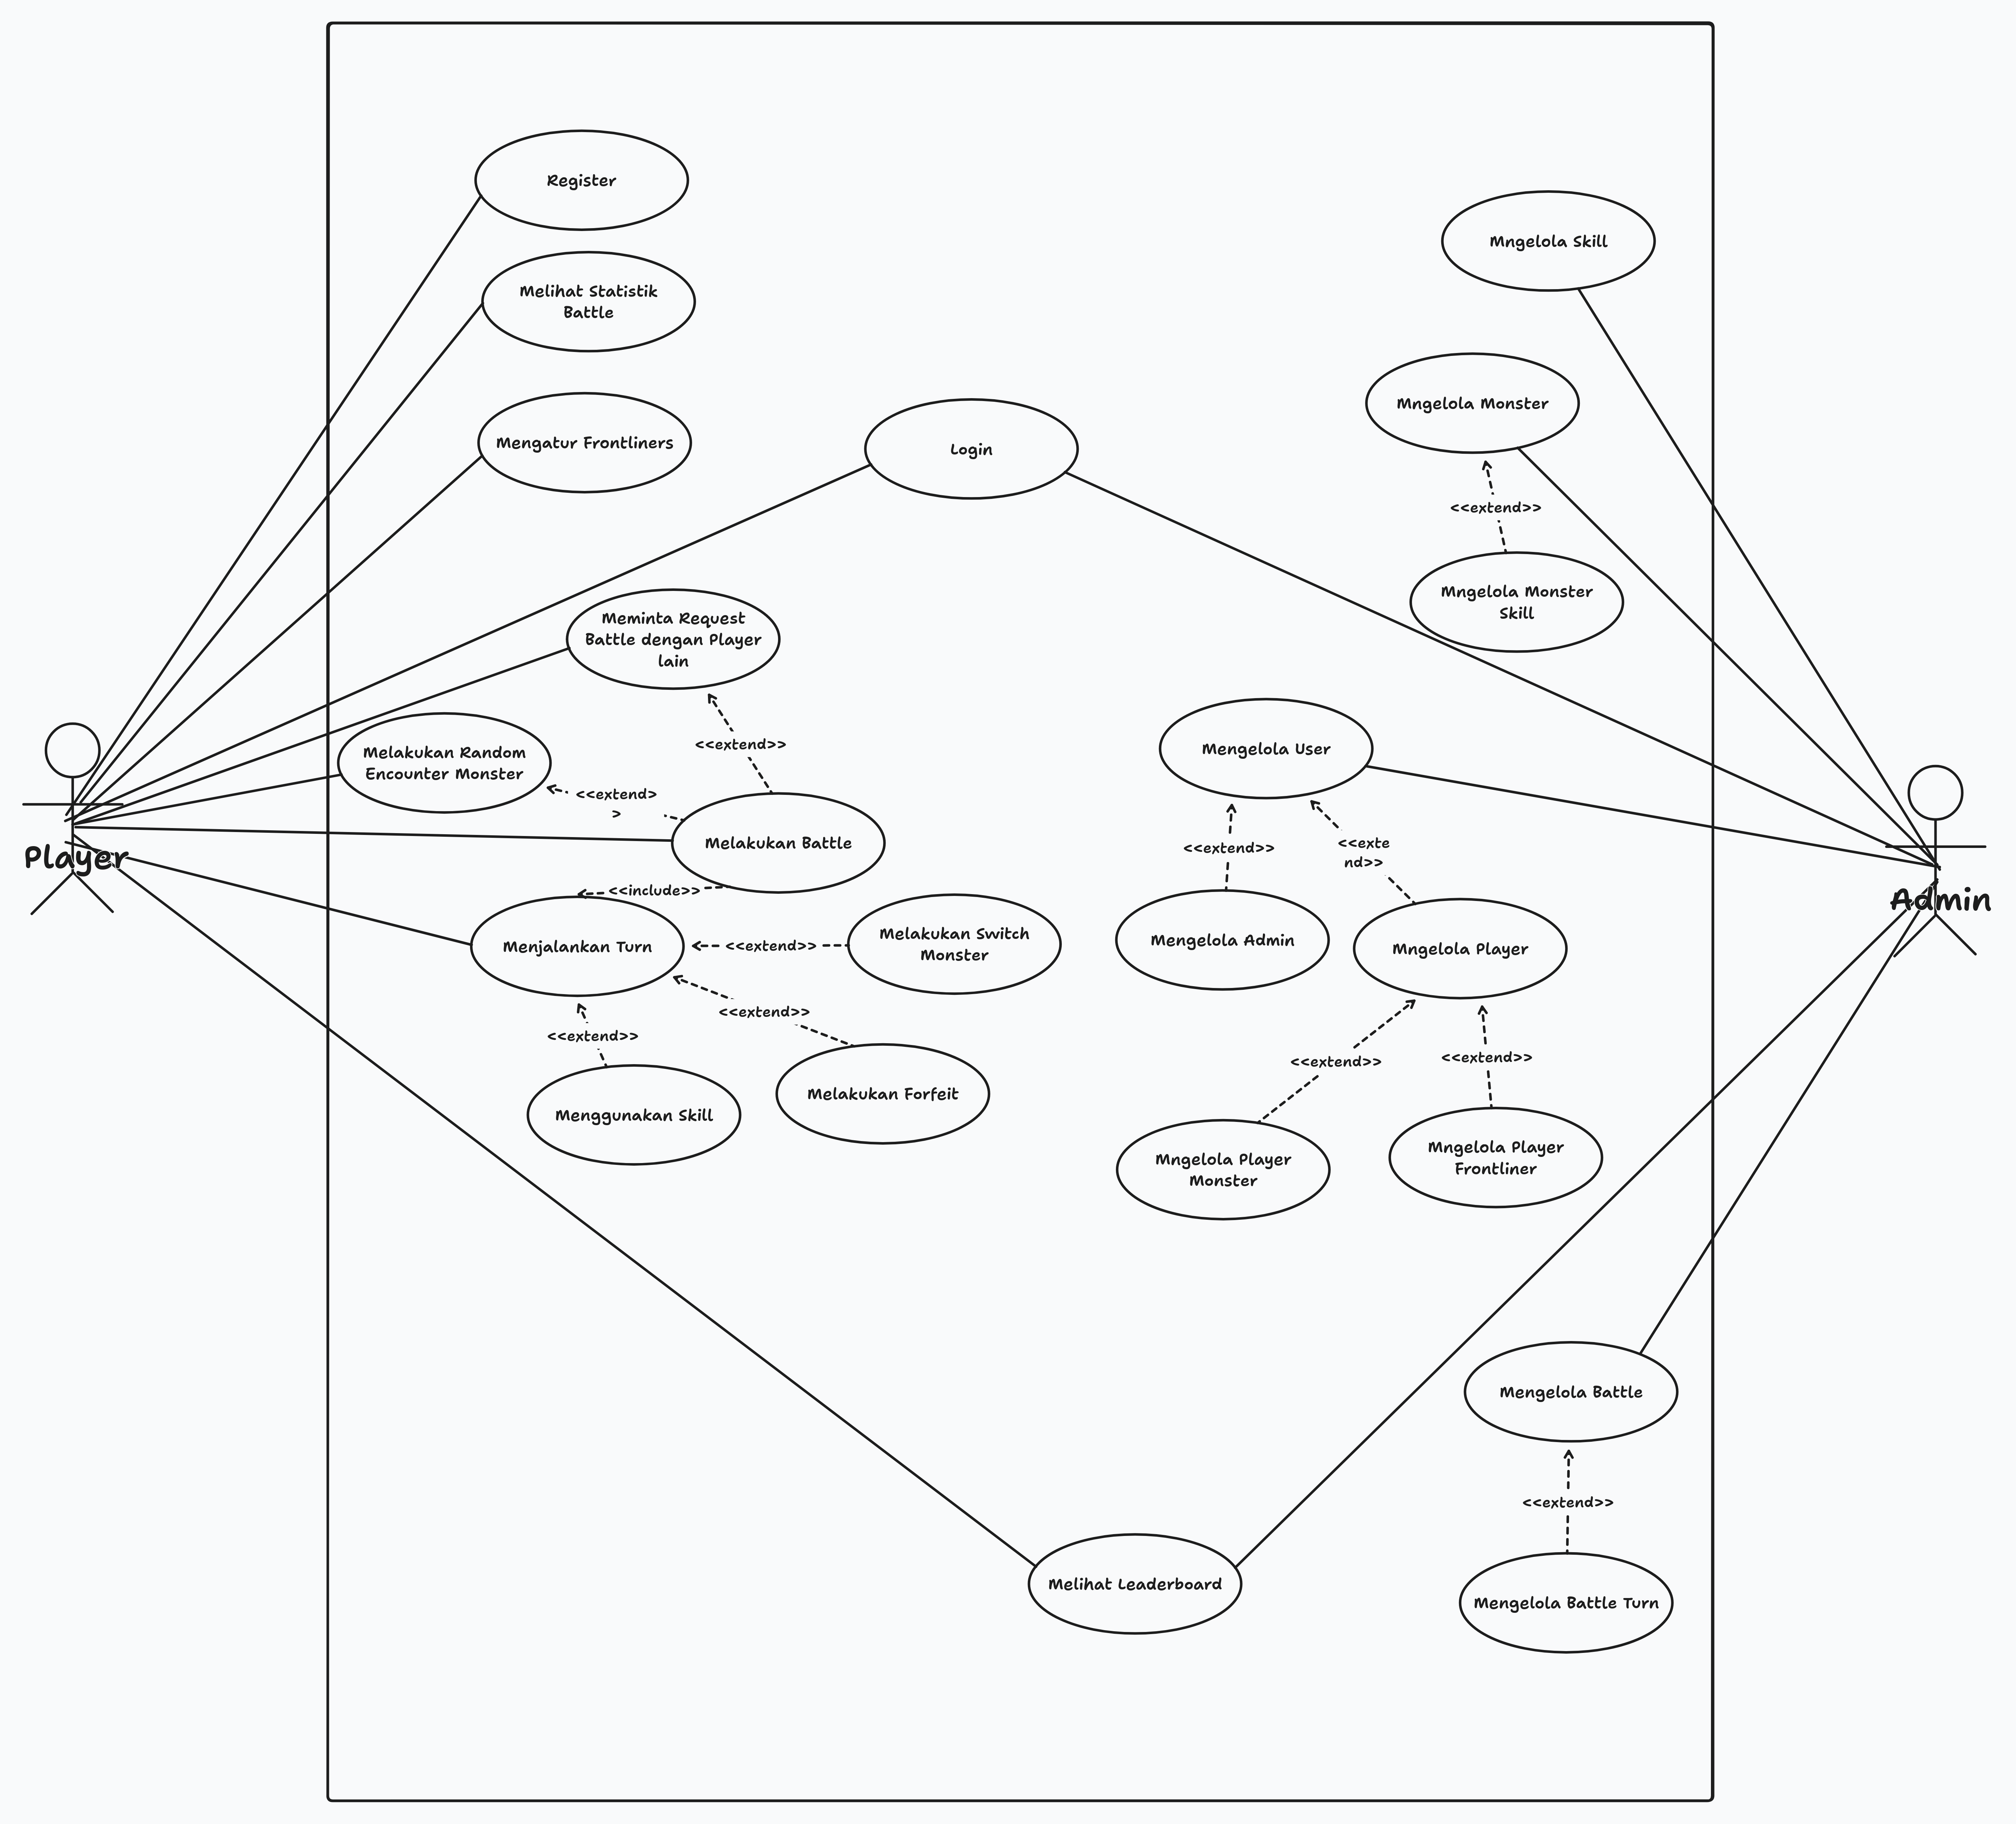 Register
Melihat Statistik
Battle
Mengatur Frontliners
Login
Mngelola Skill
Mngelola Monster
<<extend>>
Mngelola Monster
Skill
Meminta Request
Battle dengan Player
lain
<<extend>>
Melakukan Random
Encounter Monster
<<extend>
>
Melakukan Battle
Player
<<include>>
Menjalankan Turn
<<extend>>
Melakukan Switch
Monster
<<extend>>
<<extend>>
Menggunakan Skill
Melakukan Forfeit
Mengelola User
<<extend>>
<<exte
nd>>
Admin
Mengelola Admin
Mngelola Player
<<extend>>
<<extend>>
Mngelola Player
Monster
Mngelola Player
Frontliner
Mengelola Battle
<<extend>>
Mengelola Battle Turn
Melihat Leaderboard